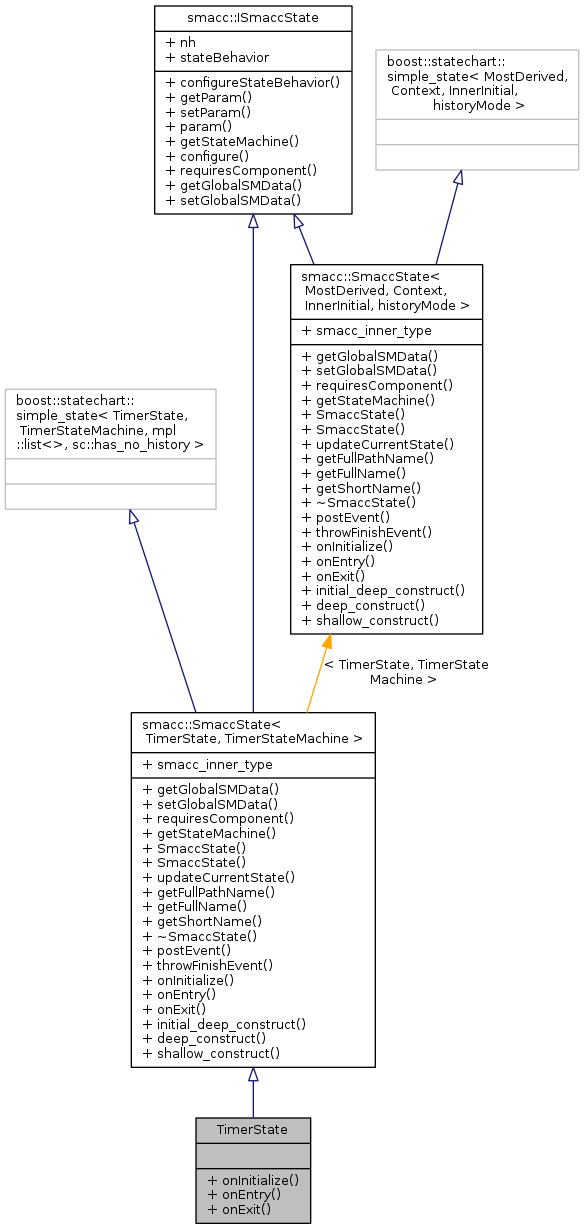 smacc::ISmaccState
+ nh
+ stateBehavior
+ configureStateBehavior()
+ getParam()
+ setParam()
+ param()
+ getStateMachine()
+ configure()
+ requiresComponent()
+ getGlobalSMData()
+ setGlobalSMData()
boost::statechart::
simple_state< MostDerived,
Context, InnerInitial,
historyMode >
smacc::SmaccState<
MostDerived, Context,
InnerInitial, historyMode >
+ smacc_inner_type
+ getGlobalSMData()
+ setGlobalSMData()
+ requiresComponent()
+ getStateMachine()
+ SmaccState()
+ SmaccState()
+ updateCurrentState()
+ getFullPathName()
+ getFullName()
+ getShortName()
+ ~SmaccState()
+ postEvent()
+ throwFinishEvent()
+ onInitialize()
+ onEntry()
+ onExit()
+ initial_deep_construct()
+ deep_construct()
+ shallow_construct()
boost::statechart::
simple_state< TimerState,
TimerStateMachine, mpl
::list<>, sc::has_no_history >
< TimerState, TimerState
Machine >
smacc::SmaccState<
TimerState, TimerStateMachine >
+ smacc_inner_type
+ getGlobalSMData()
+ setGlobalSMData()
+ requiresComponent()
+ getStateMachine()
+ SmaccState()
+ SmaccState()
+ updateCurrentState()
+ getFullPathName()
+ getFullName()
+ getShortName()
+ ~SmaccState()
+ postEvent()
+ throwFinishEvent()
+ onInitialize()
+ onEntry()
+ onExit()
+ initial_deep_construct()
+ deep_construct()
+ shallow_construct()
TimerState
+ onInitialize()
+ onEntry()
+ onExit()